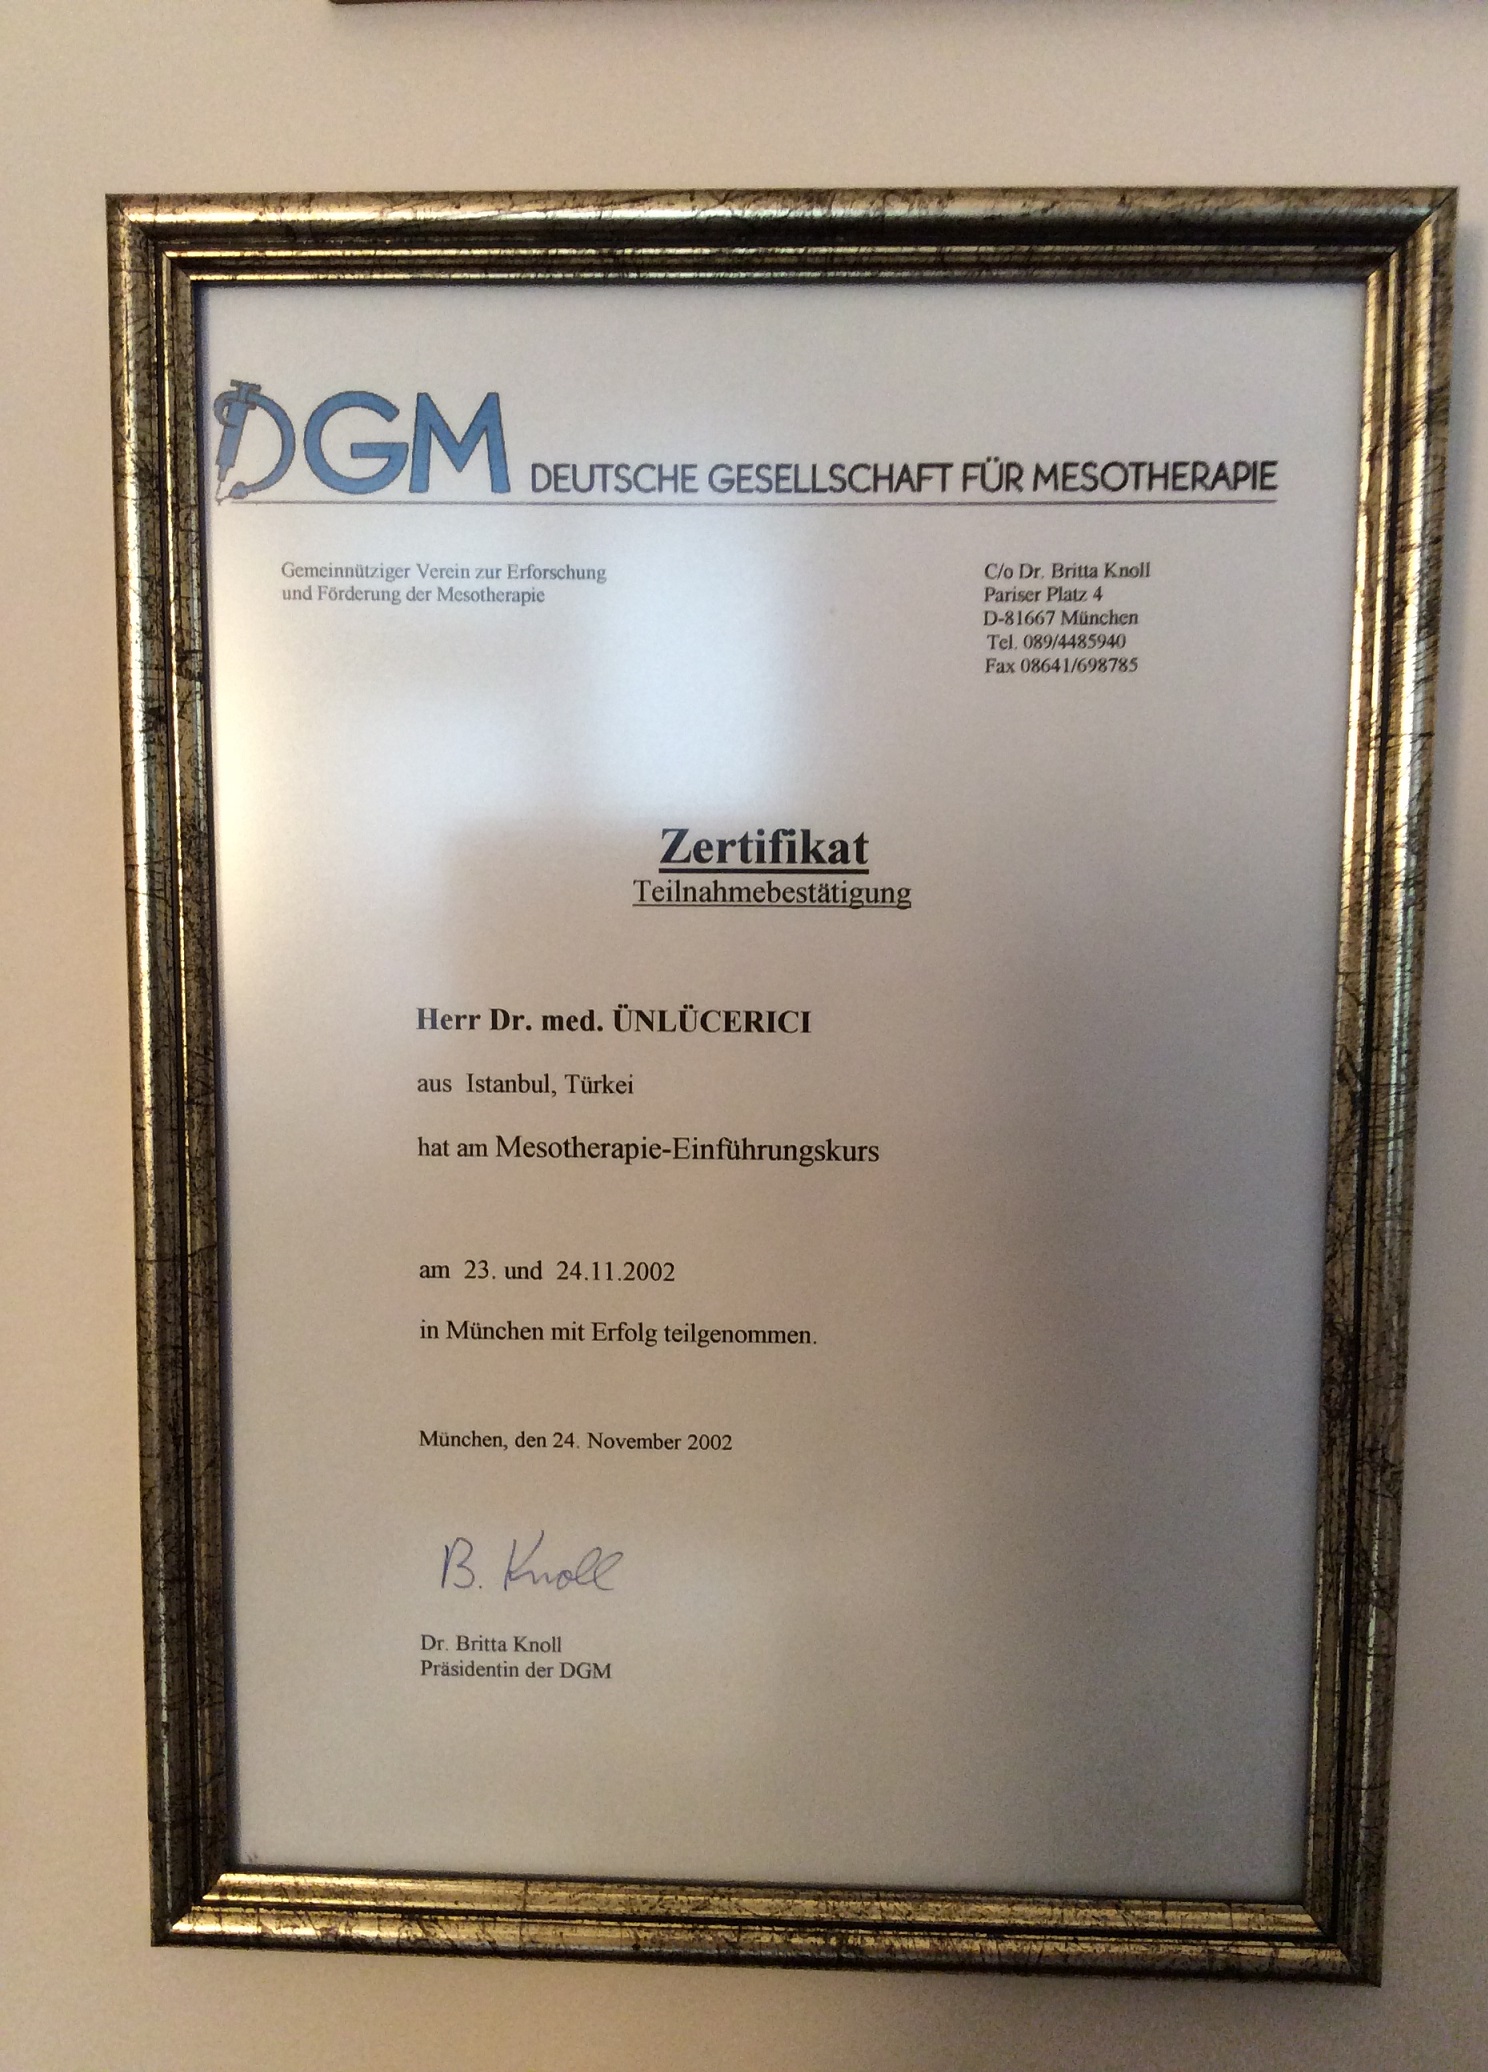 DGM DEUTSCHE GESELLSCHAFT FÜR MESOTHERAPIE
Gemeinnütziger Verein zur Erforschung
und Förderung der Mesotherapie
C/o Dr. Britta Knoll
Pariser Platz 4
D-81667 München
Tel. 089/4485940
Fax 08641/698785
Zertifikat
Teilnahmebestätigung
Herr Dr. med. ÜNLÜCERICI
aus Istanbul, Türkei
hat am Mesotherapie-Einführungskurs
am 23. und 24.11.2002
in München mit Erfolg teilgenommen.
München, den 24. November 2002
B. Knoll
Dr. Britta Knoll
Präsidentin der DGM